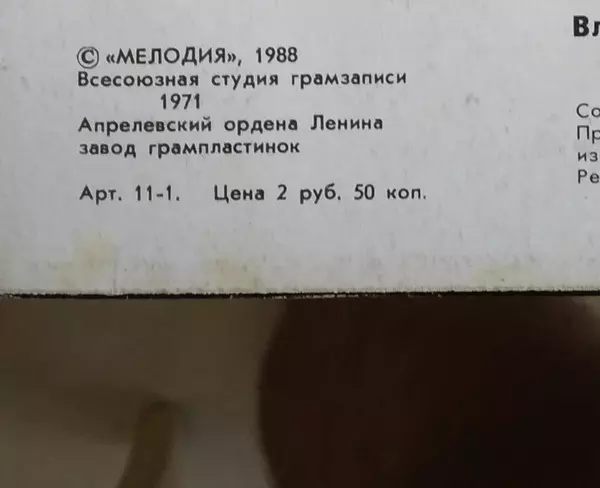 © «МЕЛОДИЯ», 1988
Всесоюзная студия грамзаписи
1971
Апрелевский ордена Ленина
завод грампластинок
Арт. 11-1. Цена 2 руб. 50 коп.